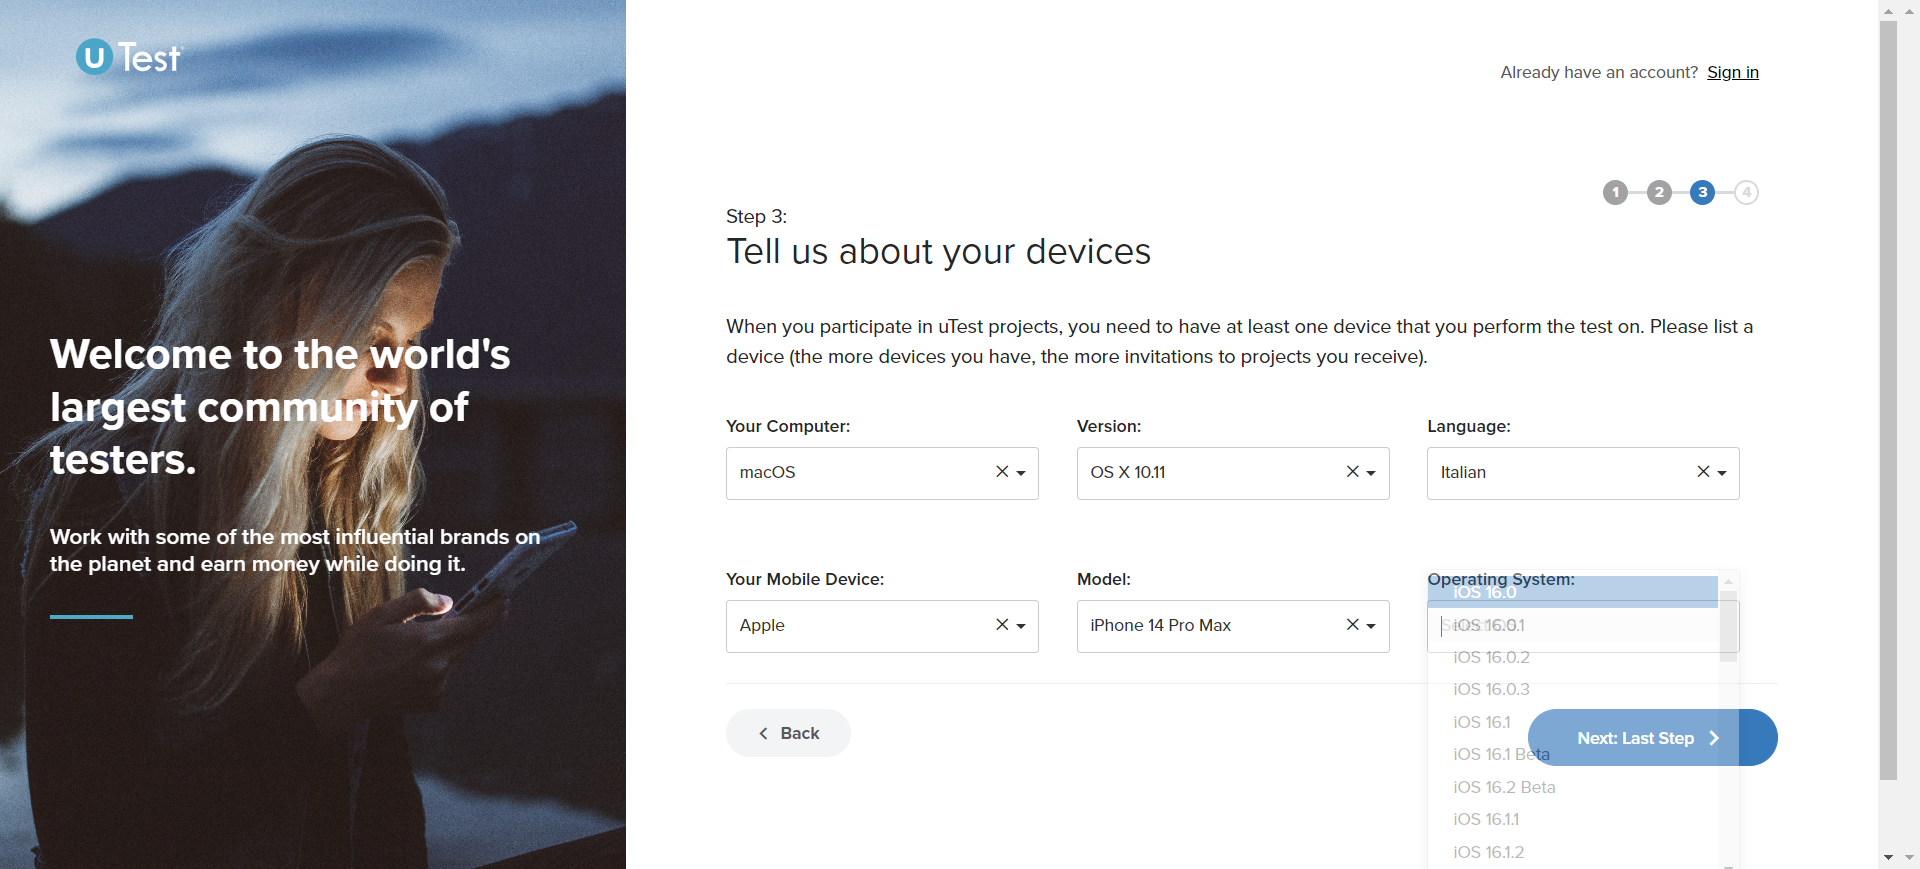 U Test
Already have an account? Sign in
1 2 3 4
Step 3:
Tell us about your devices
Welcome to the world's
largest community of
testers.
Work with some of the most influential brands on
the planet and earn money while doing it.
When you participate in uTest projects, you need to have at least one device that you perform the test on. Please list a
device (the more devices you have, the more invitations to projects you receive).
Your Computer: Version: Language:
macOS OS X 10.11 Italian
Your Mobile Device: Model: Operating System:
Apple iPhone 14 Pro Max
iOS 16.0
iOS 16.0.1
iOS 16.0.2
iOS 16.0.3
iOS 16.1
iOS 16.1 Beta
iOS 16.2 Beta
iOS 16.1.1
iOS 16.1.2
Back
Next: Last Step